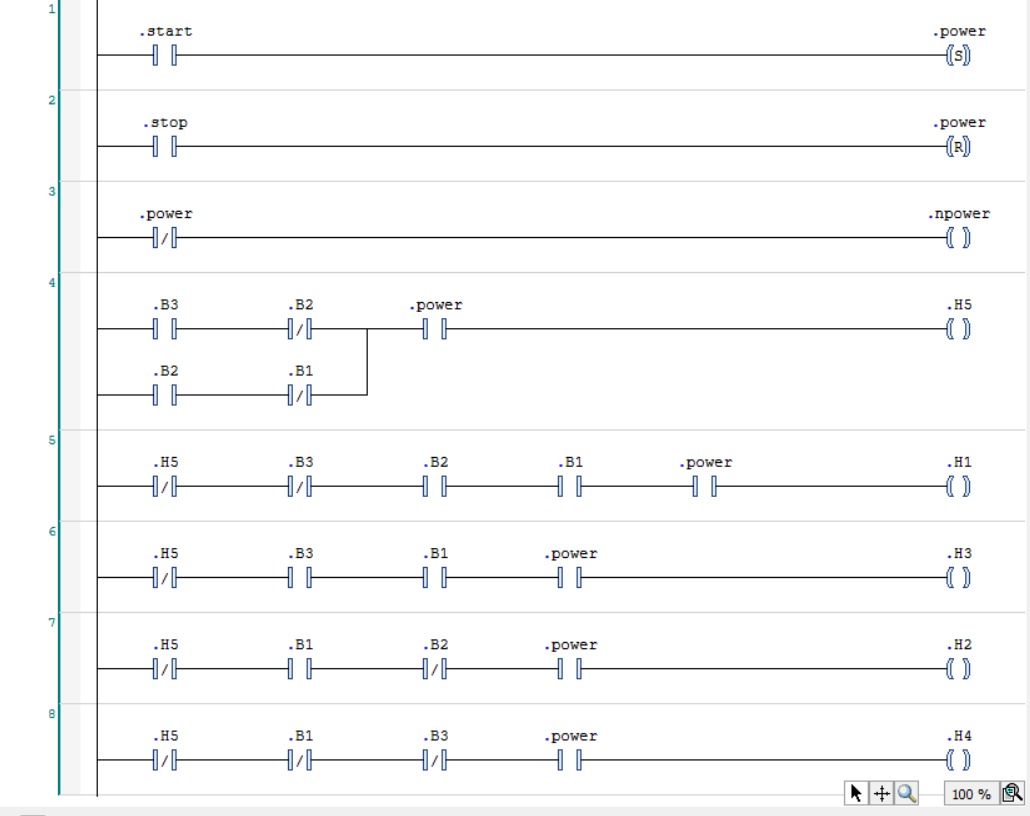 1
.start .power
(S)
2
.stop .power
(R)
3
.power .npower
/ ( )
4
.B3 .B2 .power .H5
/ ( )
.B2 .B1
/
5
.H5 .B3 .B2 .B1 .power .H1
/ / ( )
6
.H5 .B3 .B1 .power .H3
/ ( )
7
.H5 .B1 .B2 .power .H2
/ / ( )
8
.H5 .B1 .B3 .power .H4
/ / / ( )
100 %